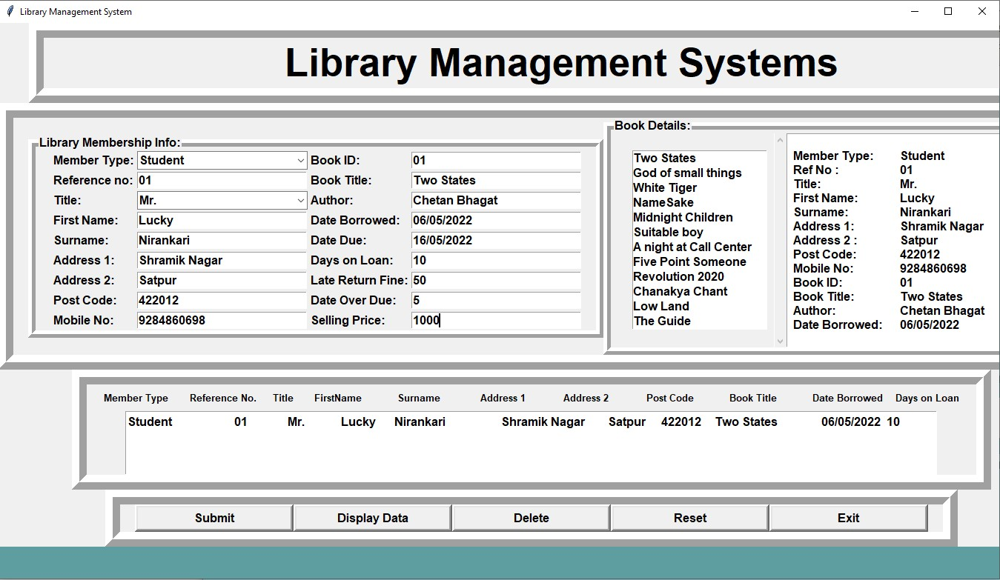 Library Management System
Library Management Systems
Library Membership Info:
Member Type: Student Book ID: 01
Reference no: 01 Book Title: Two States
Title: Mr. Author: Chetan Bhagat
First Name: Lucky Date Borrowed: 06/05/2022
Surname: Nirankari Date Due: 16/05/2022
Address 1: Shramik Nagar Days on Loan: 10
Address 2: Satpur Late Return Fine: 50
Post Code: 422012 Date Over Due: 5
Mobile No: 9284860698 Selling Price: 1000
Book Details:
Two States
God of small things
White Tiger
NameSake
Midnight Children
Suitable boy
A night at Call Center
Five Point Someone
Revolution 2020
Chanakya Chant
Low Land
The Guide
Member Type: Student
Ref No : 01
Title: Mr.
First Name: Lucky
Surname: Nirankari
Address 1: Shramik Nagar
Address 2 : Satpur
Post Code: 422012
Mobile No: 9284860698
Book ID: 01
Book Title: Two States
Author: Chetan Bhagat
Date Borrowed: 06/05/2022
Member Type Reference No. Title FirstName Surname Address 1 Address 2 Post Code Book Title Date Borrowed Days on Loan
Student 01 Mr. Lucky Nirankari Shramik Nagar Satpur 422012 Two States 06/05/2022 10
Submit Display Data Delete Reset Exit